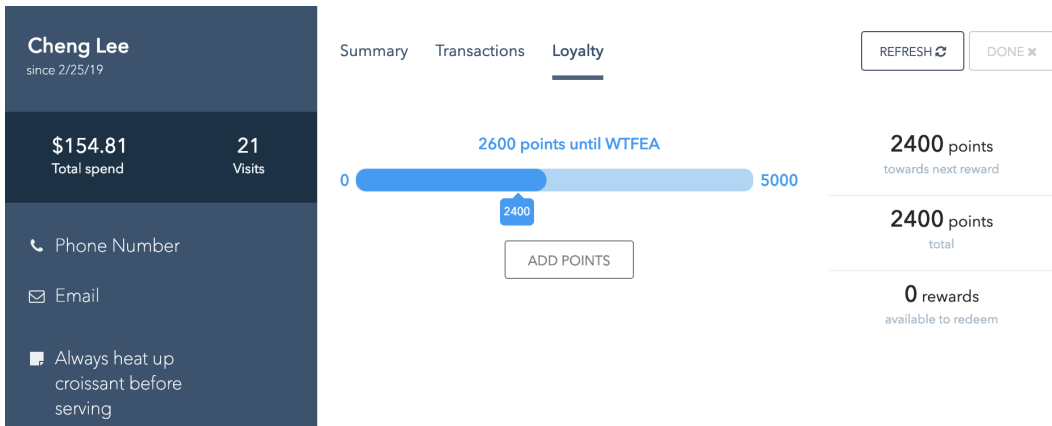 Cheng Lee
since 2/25/19
$154.81
Total spend
21
Visits
Phone Number
Email
Always heat up
croissant before
serving
Summary
Transactions
Loyalty
REFRESH
DONE
2600 points until WTFEA
0
5000
2400
ADD POINTS
2400 points
towards next reward
2400 points
total
0 rewards
available to redeem